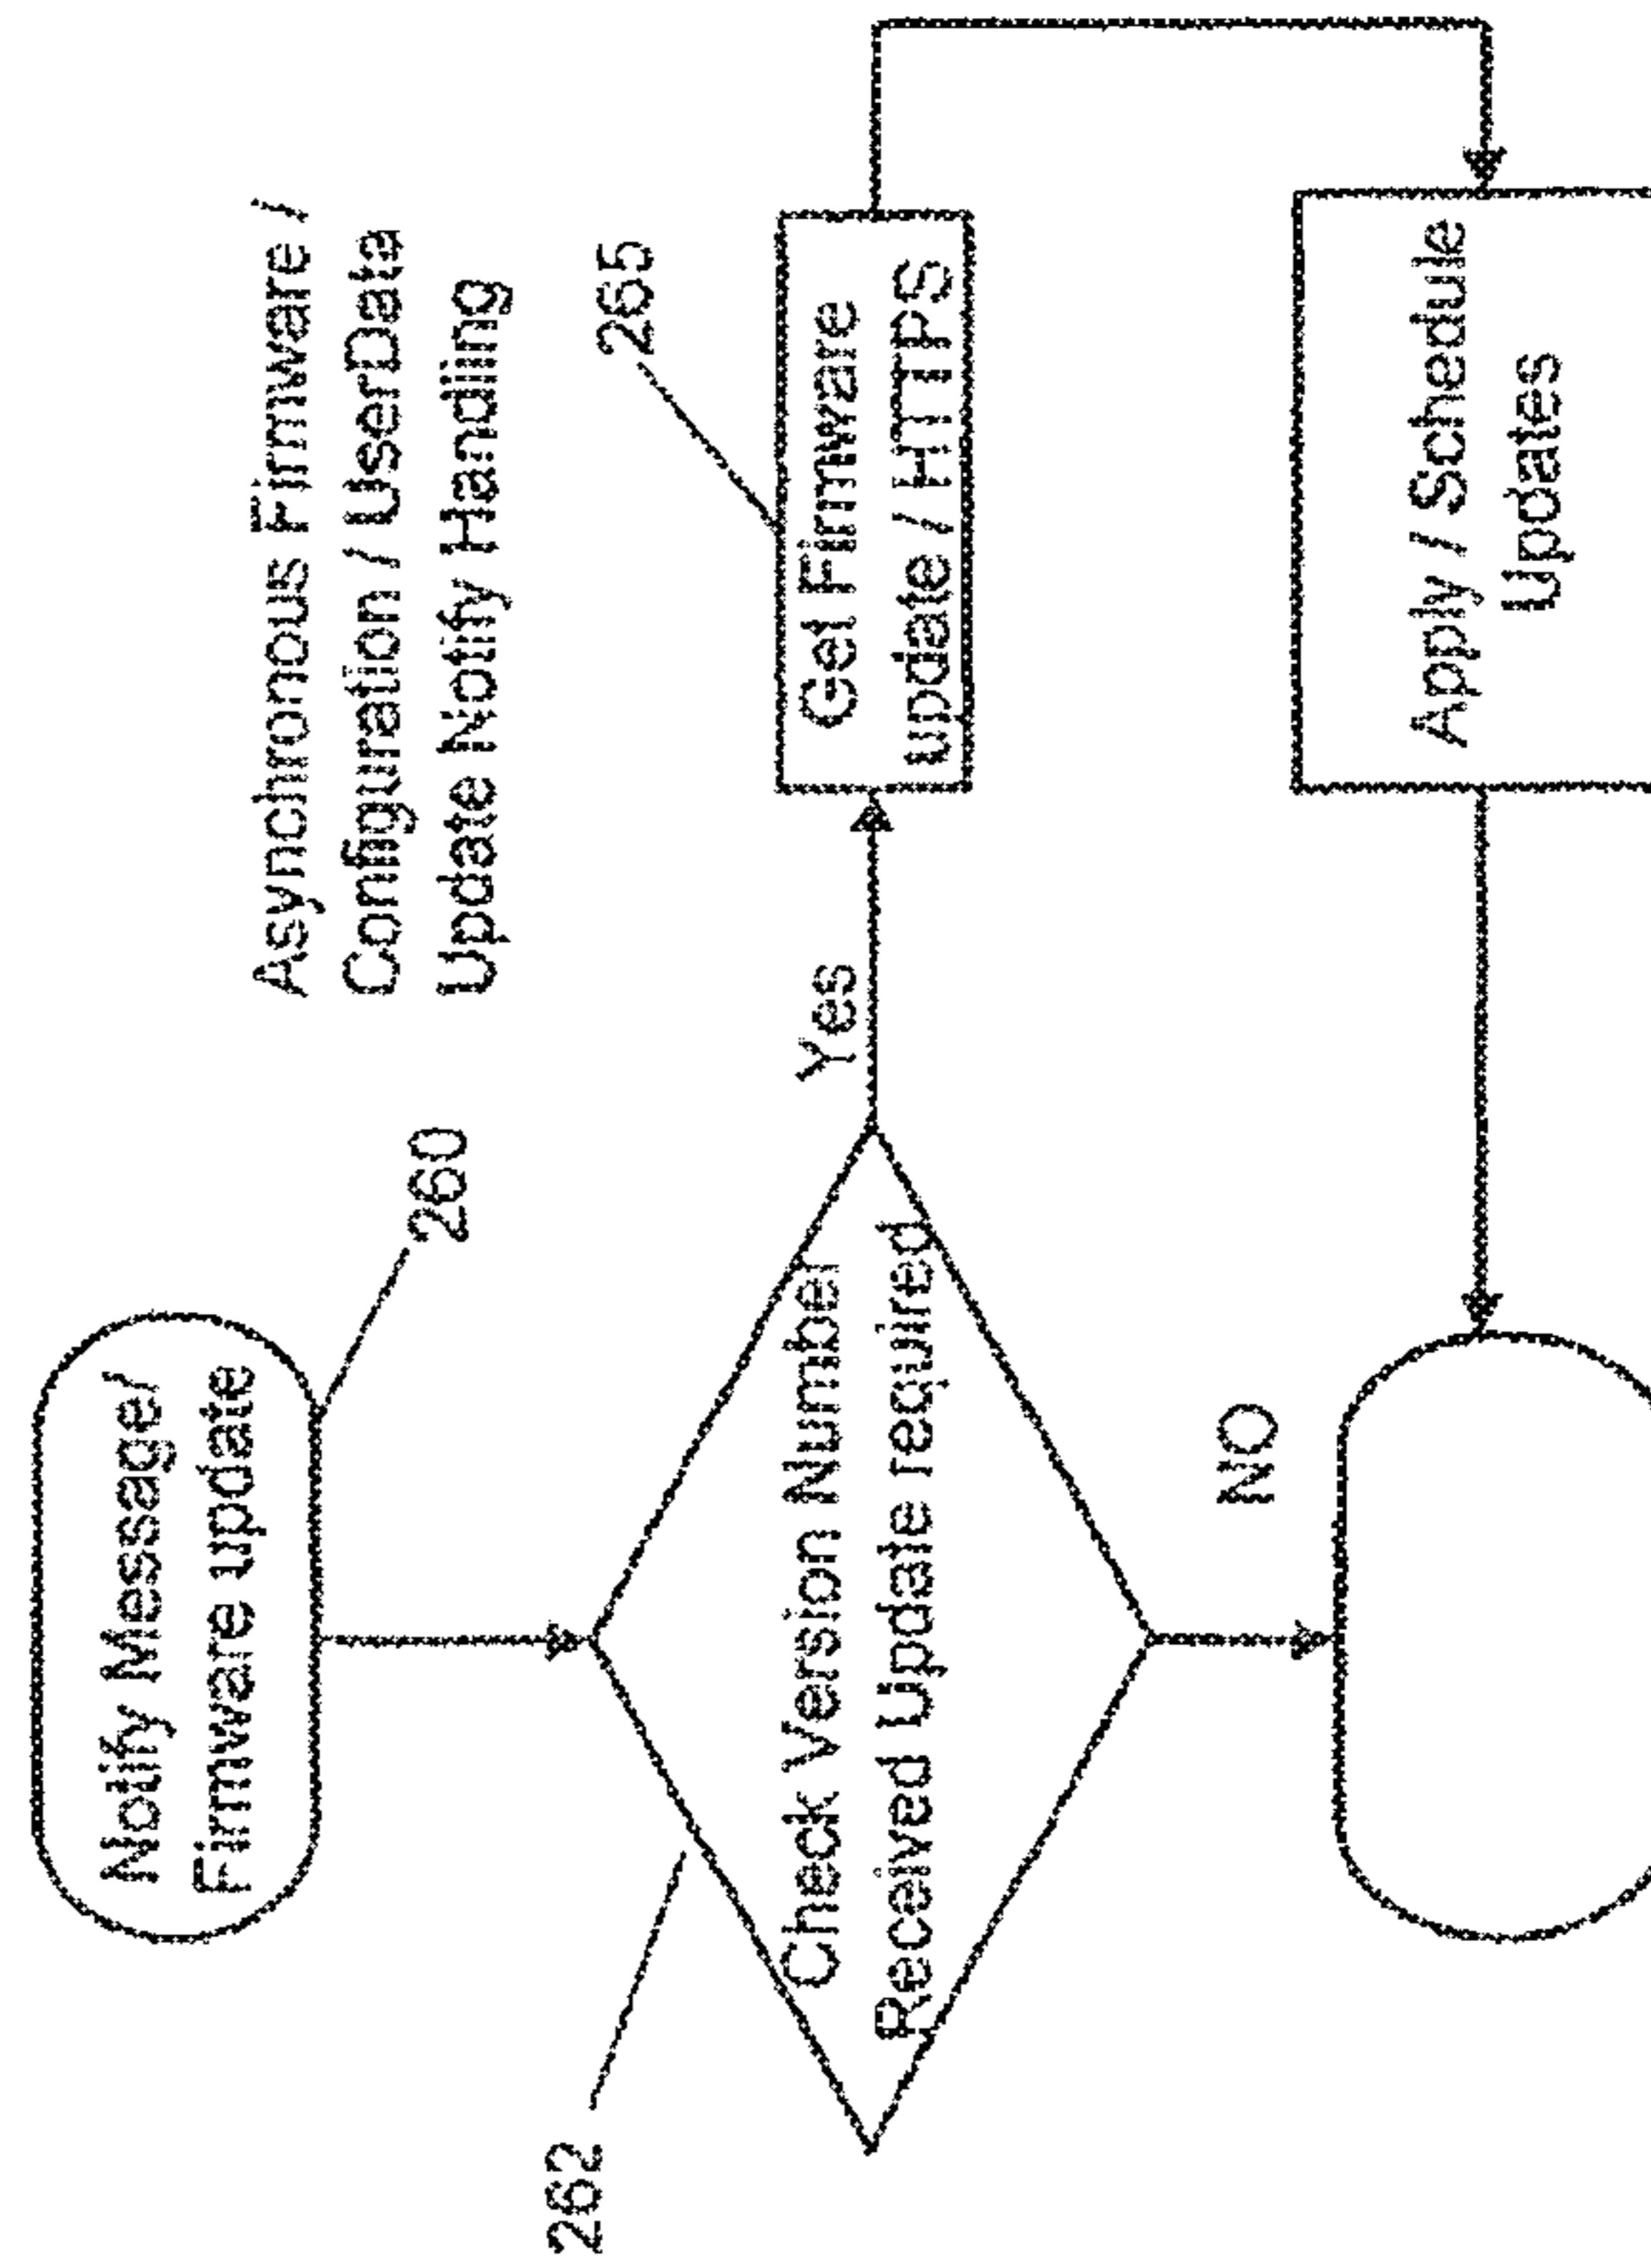 Notify Message/
Firmware update
260
Asynchronous Firmware /
Configuration / UserData
Update Notify Handling
262
Check Version Number
Received Update required
Yes
265
Get Firmware
update / HTTPS
NO
Apply / Schedule
Updates